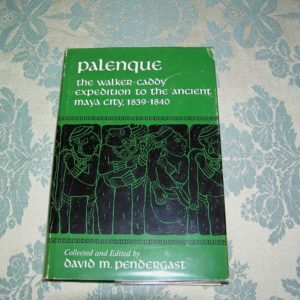 palenque
the walker-caddy
expedition to the ancient
maya city, 1839-1840
Collected and Edited by
david m. pendergast